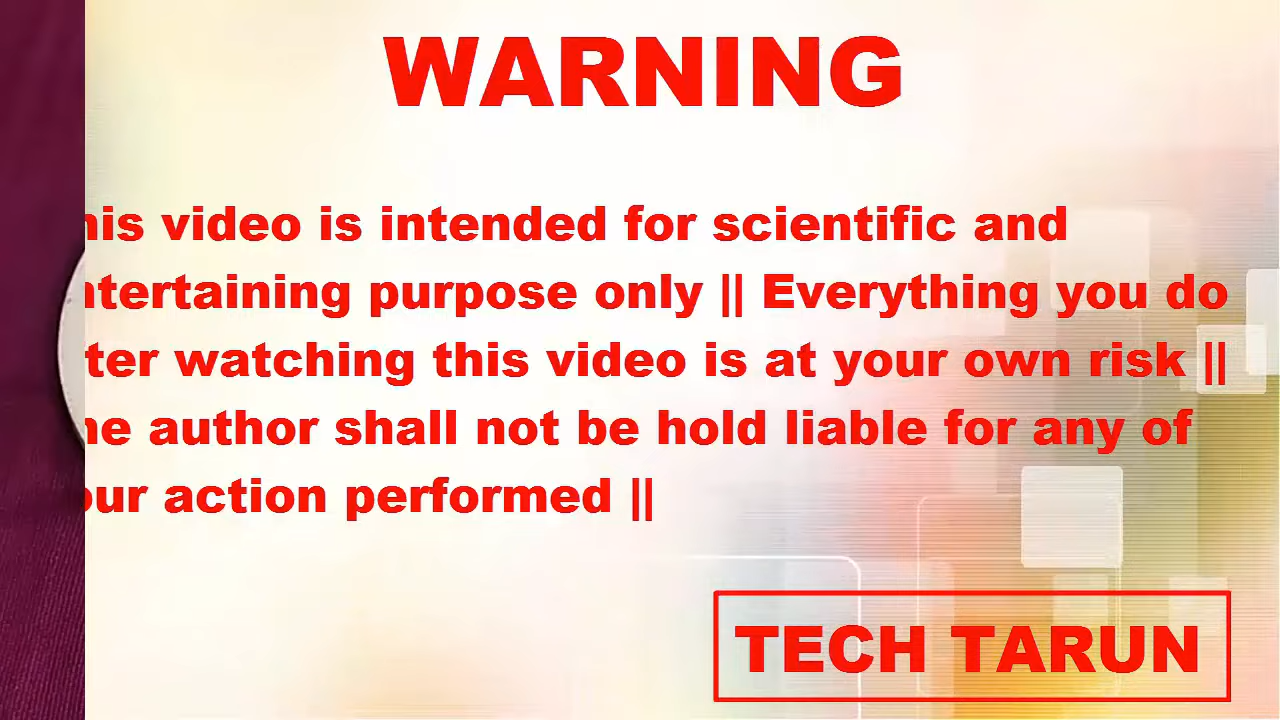 WARNING
his video is intended for scientific and
ntertaining purpose only || Everything you do
ter watching this video is at your own risk ||
he author shall not be hold liable for any of
our action performed ||
TECH TARUN